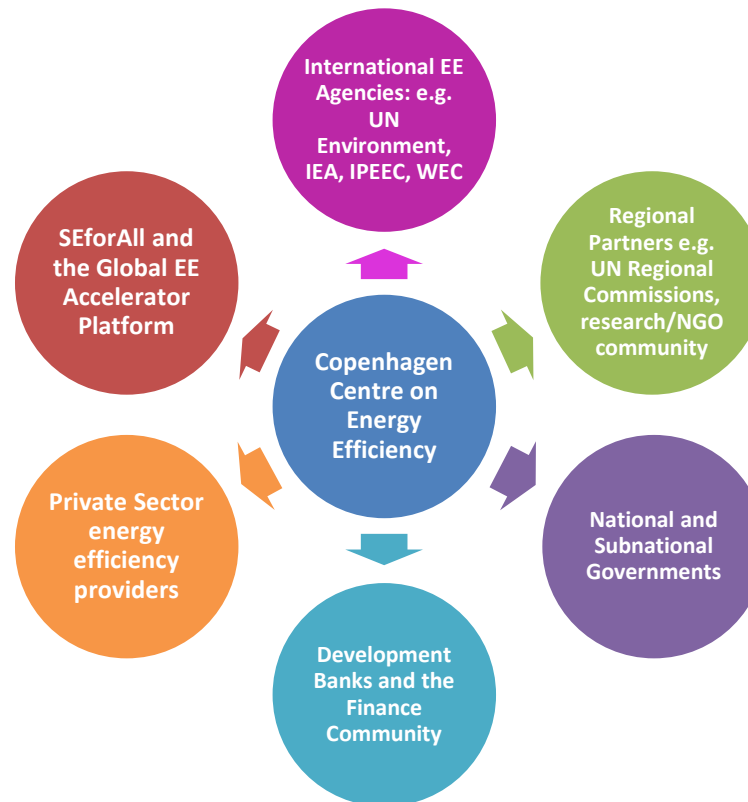 International EE
Agencies: e.g.
UN
Environment,
IEA, IPEEC, WEC
SEforAll and
the Global EE
Accelerator
Platform
Regional
Partners e.g.
UN Regional
Commissions,
research/NGO
community
Copenhagen
Centre on
Energy
Efficiency
Private Sector
energy
efficiency
providers
National and
Subnational
Governments
Development
Banks and the
Finance
Community